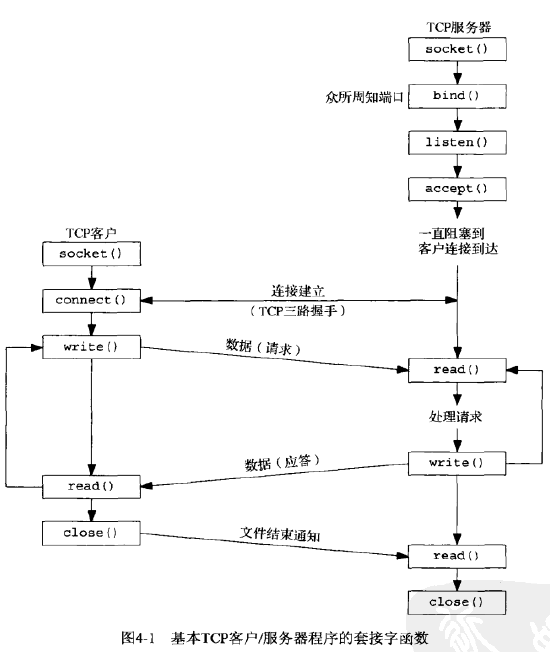 TCP服务器
socket()
众所周知端口
bind()
listen()
accept()
一直阻塞到
客户连接到达
TCP客户
socket()
connect()
连接建立
(TCP三路握手)
write()
数据(请求)
read()
处理请求
write()
数据(应答)
read()
close()
文件结束通知
read()
close()
图4-1 基本TCP客户/服务器程序的套接字函数